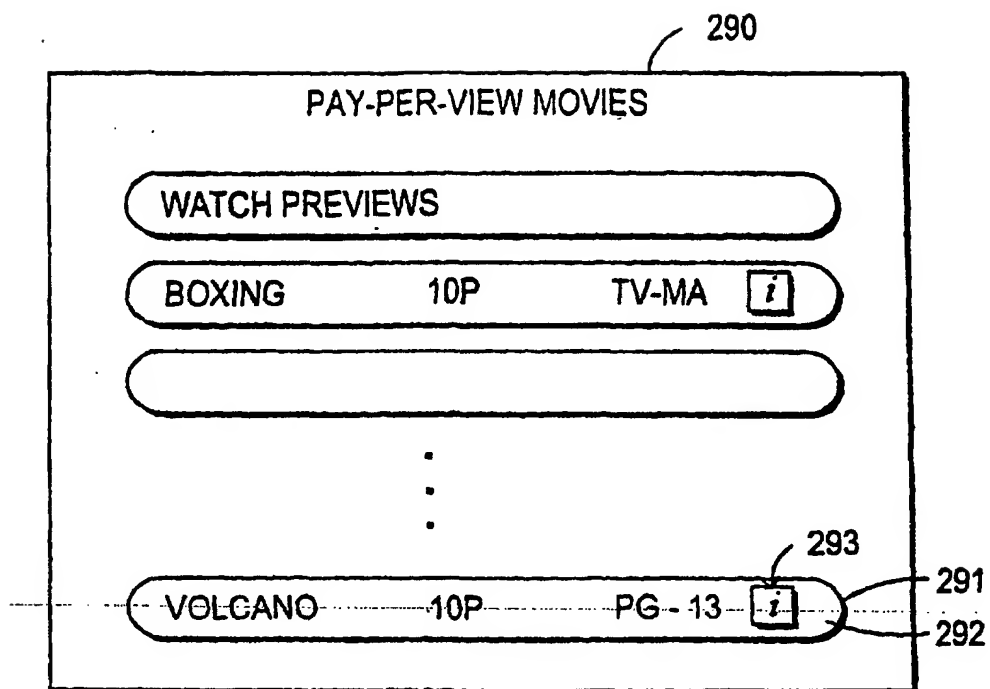 290
PAY-PER-VIEW MOVIES
WATCH PREVIEWS
BOXING 10P TV-MA i
293
VOLCANO 10P PG - 13 i
291
292